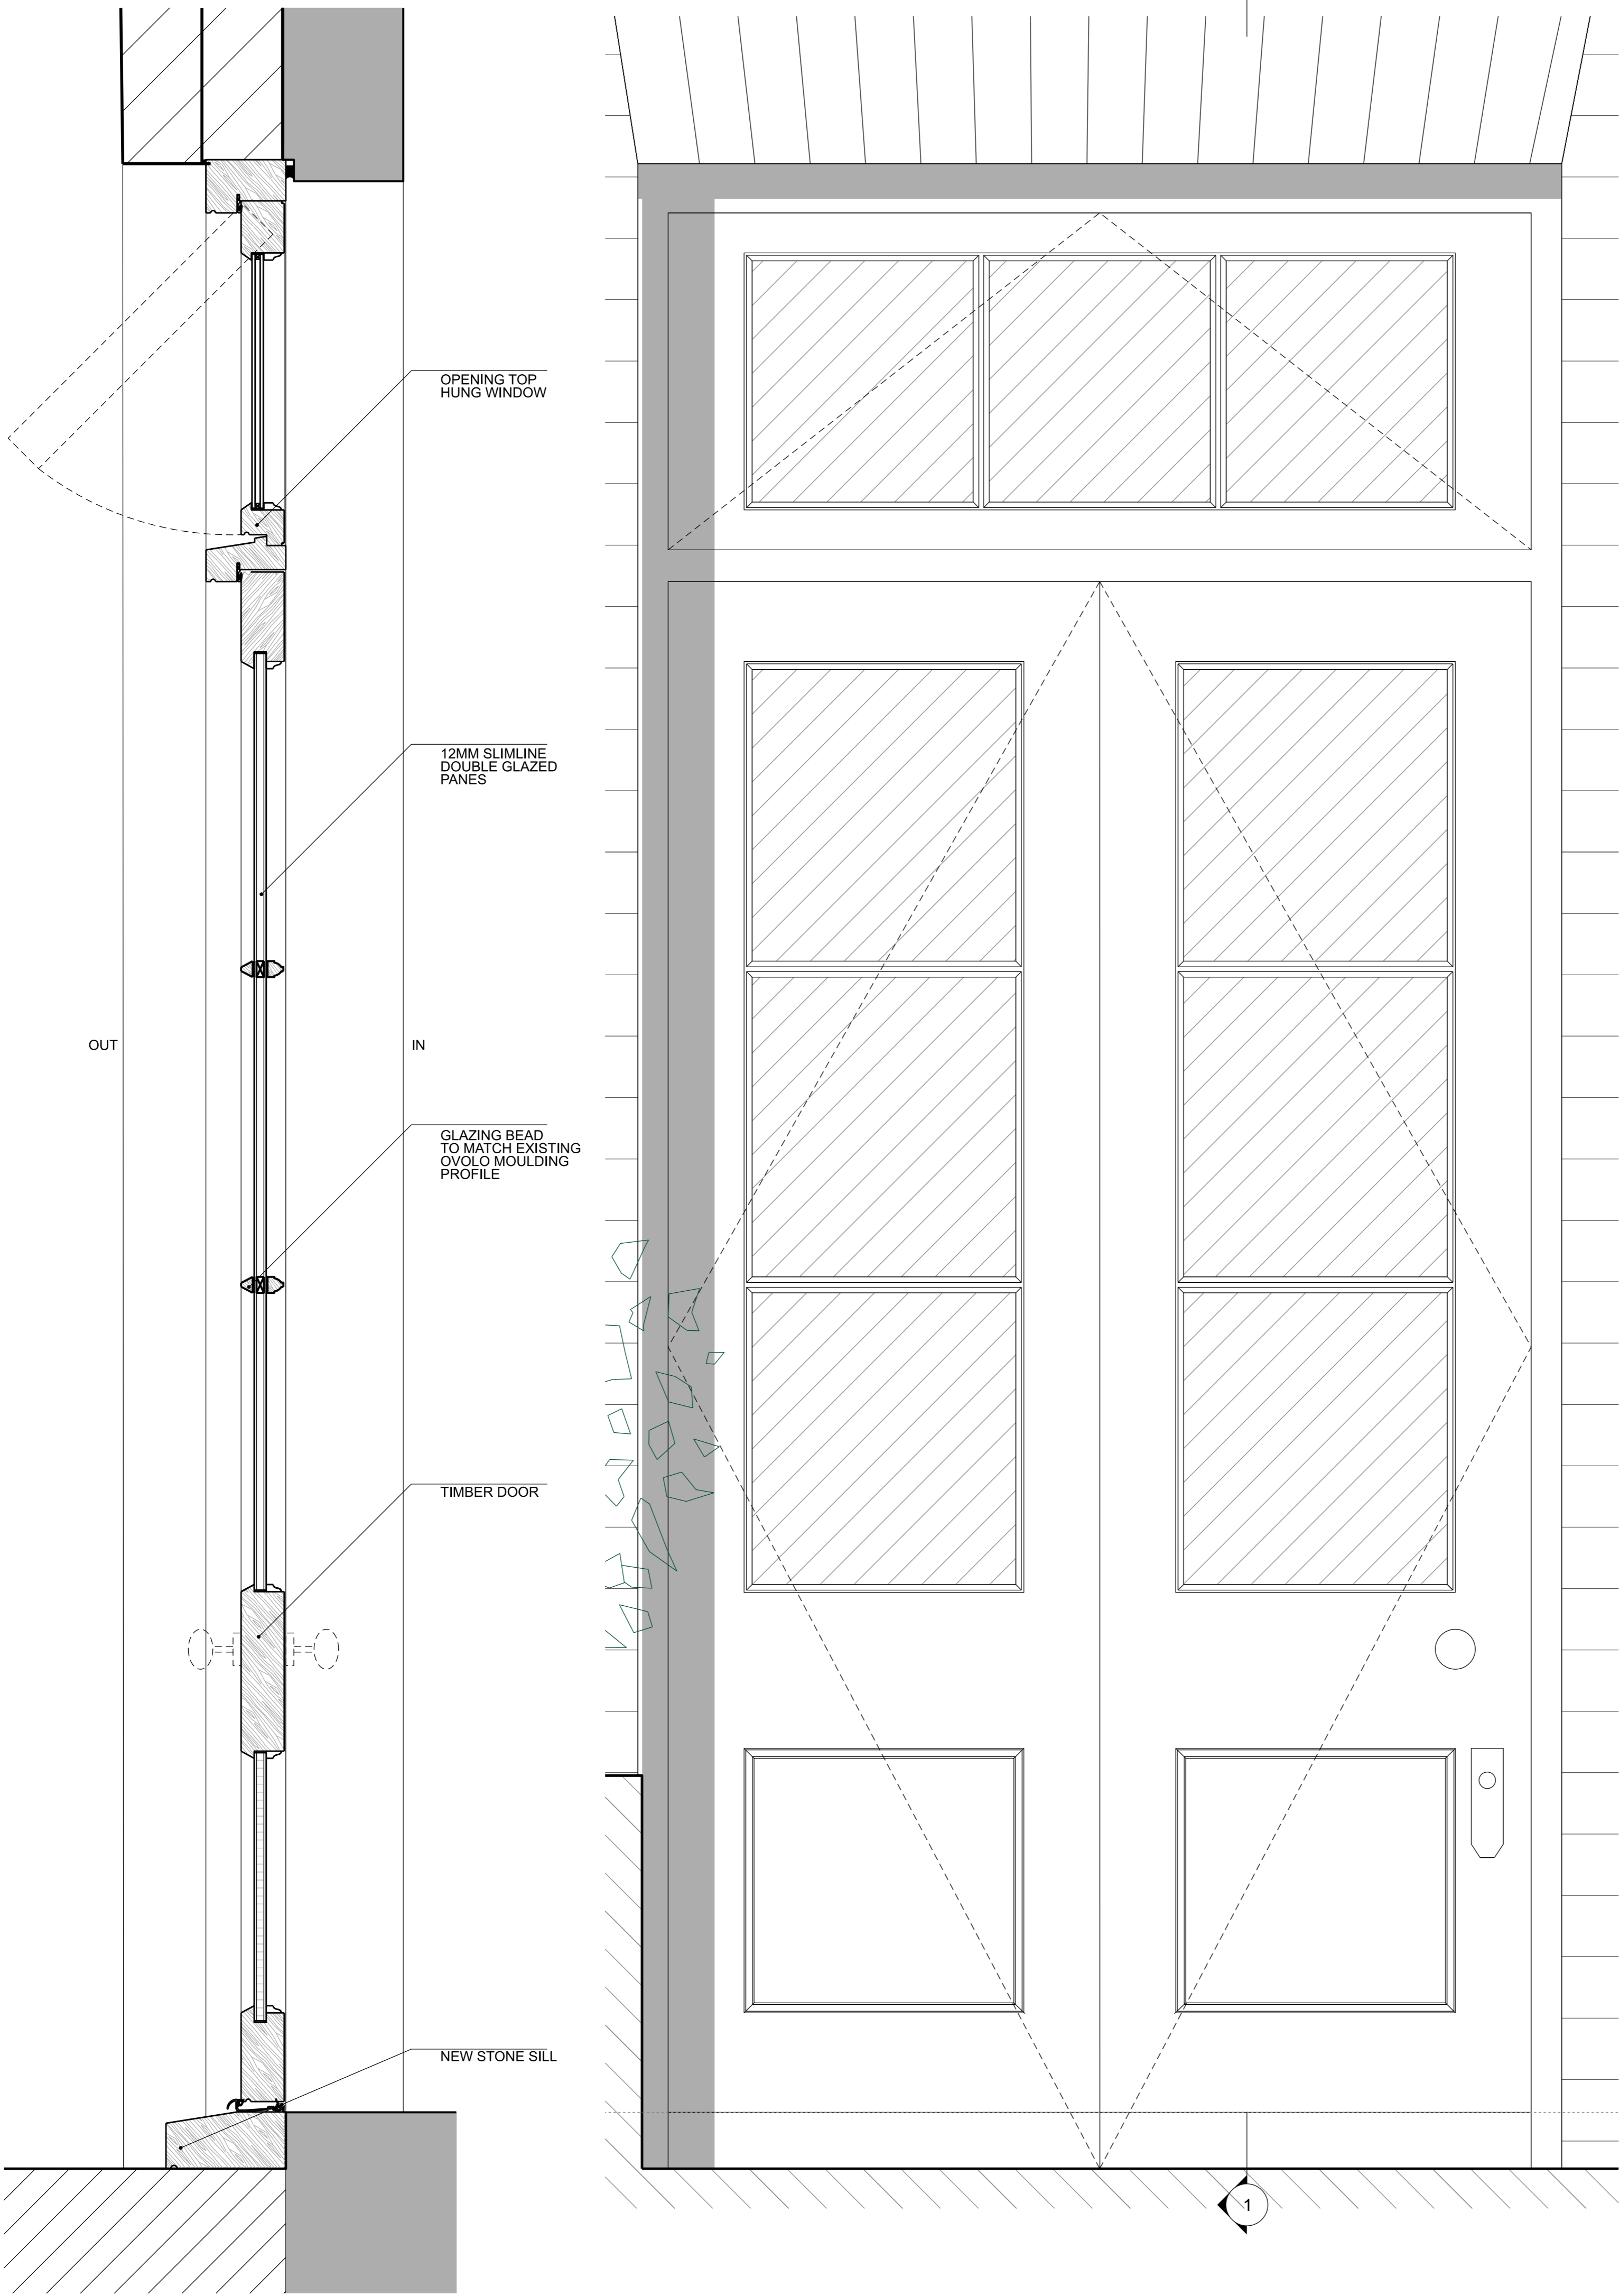 OPENING TOP
HUNG WINDOW
12MM SLIMLINE
DOUBLE GLAZED
PANES
OUT
IN
GLAZING BEAD
TO MATCH EXISTING
OVOLO MOULDING
PROFILE
TIMBER DOOR
NEW STONE SILL
1